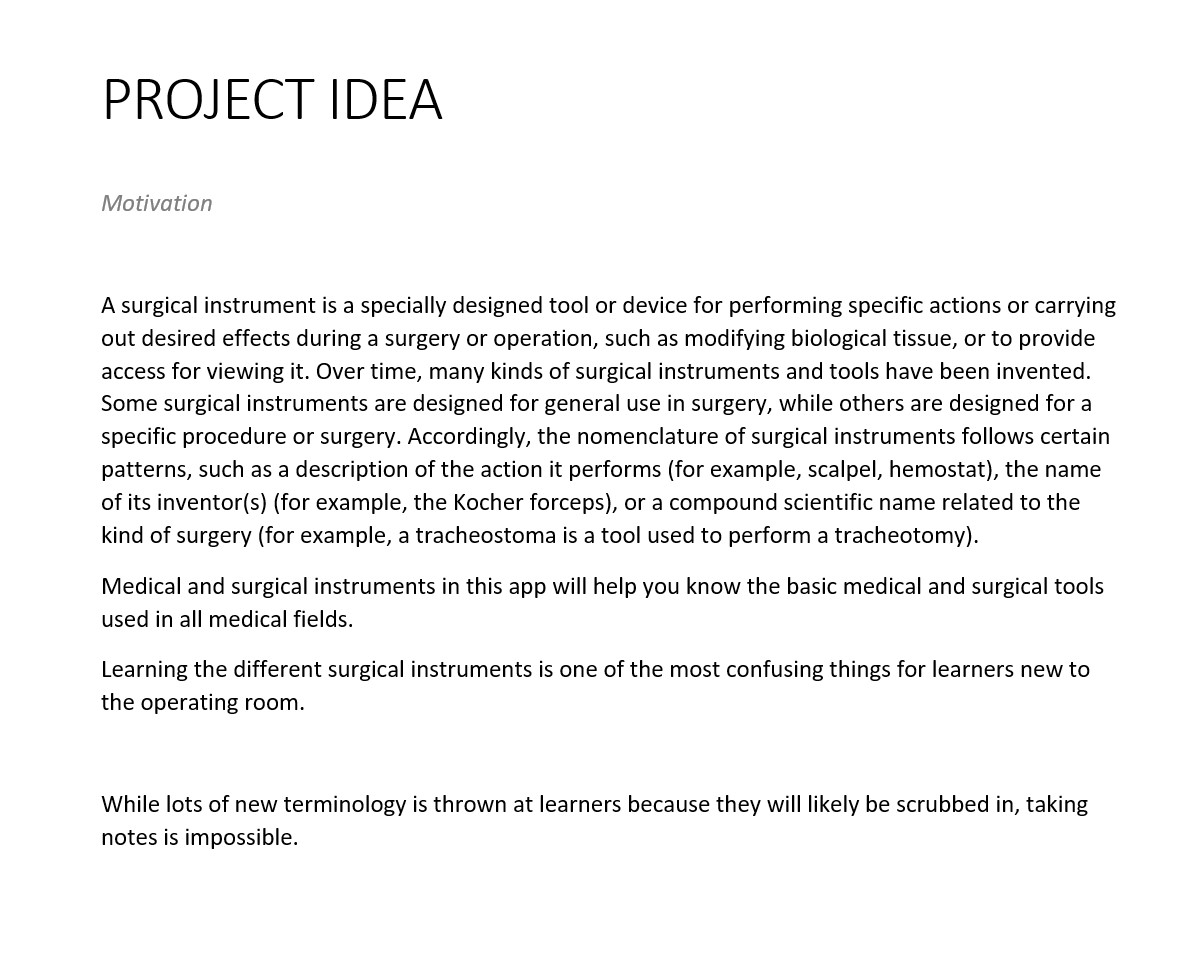 PROJECT IDEA
Motivation
A surgical instrument is a specially designed tool or device for performing specific actions or carrying
out desired effects during a surgery or operation, such as modifying biological tissue, or to provide
access for viewing it. Over time, many kinds of surgical instruments and tools have been invented.
Some surgical instruments are designed for general use in surgery, while others are designed for a
specific procedure or surgery. Accordingly, the nomenclature of surgical instruments follows certain
patterns, such as a description of the action it performs (for example, scalpel, hemostat), the name
of its inventor(s) (for example, the Kocher forceps), or a compound scientific name related to the
kind of surgery (for example, a tracheostoma is a tool used to perform a tracheotomy).
Medical and surgical instruments in this app will help you know the basic medical and surgical tools
used in all medical fields.
Learning the different surgical instruments is one of the most confusing things for learners new to
the operating room.
While lots of new terminology is thrown at learners because they will likely be scrubbed in, taking
notes is impossible.